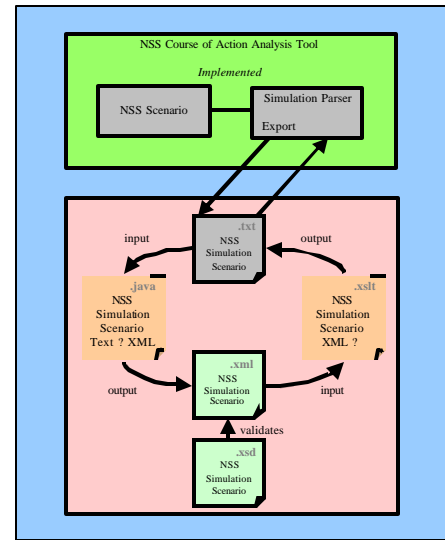 NSS Course of Action Analysis Tool
Implemented
NSS Scenario
Simulation Parser
Export
.txt
NSS
Simulation
Scenario
input
output
.java
NSS
Simulation
Scenario
Text ? XML
.xslt
NSS
Simulation
Scenario
XML ?
output
input
.xml
NSS
Simulation
Scenario
validates
.xsd
NSS
Simulation
Scenario